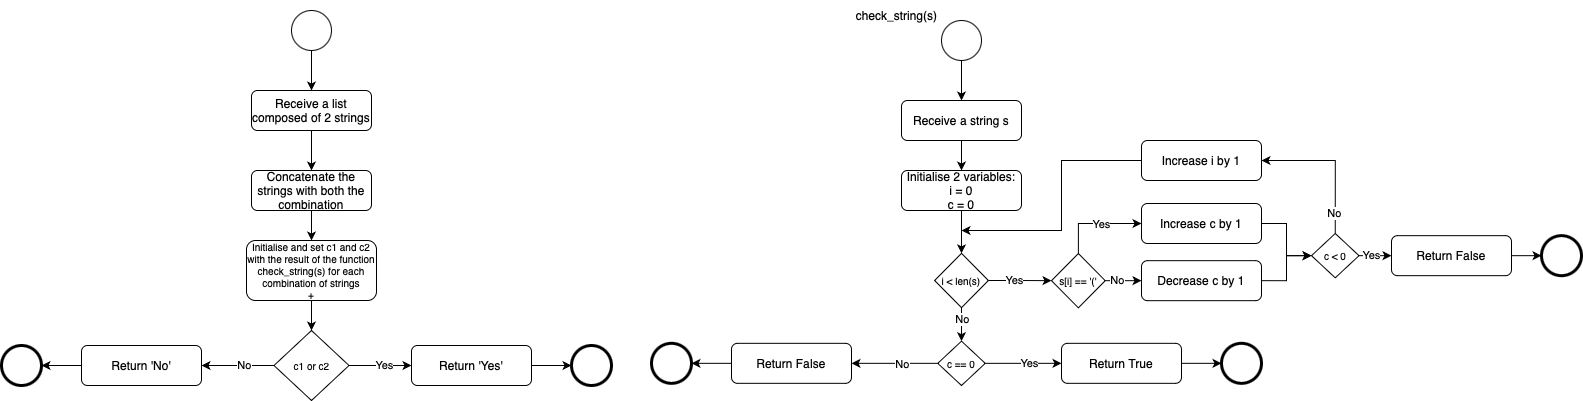 Receive a list
composed of 2 strings
Concatenate the
strings with both the
combination
Initialise and set c1 and c2
with the result of the function
check_string(s) for each
combination of strings
+
c1 or c2
No
Return 'No'
Yes
Return 'Yes'
check_string(s)
Receive a string s
Initialise 2 variables:
i = 0
c = 0
i < len(s)
Yes
s[i] == '('
Yes
Increase c by 1
No
Decrease c by 1
c < 0
No
Increase i by 1
Yes
Return False
No
c == 0
No
Return False
Yes
Return True